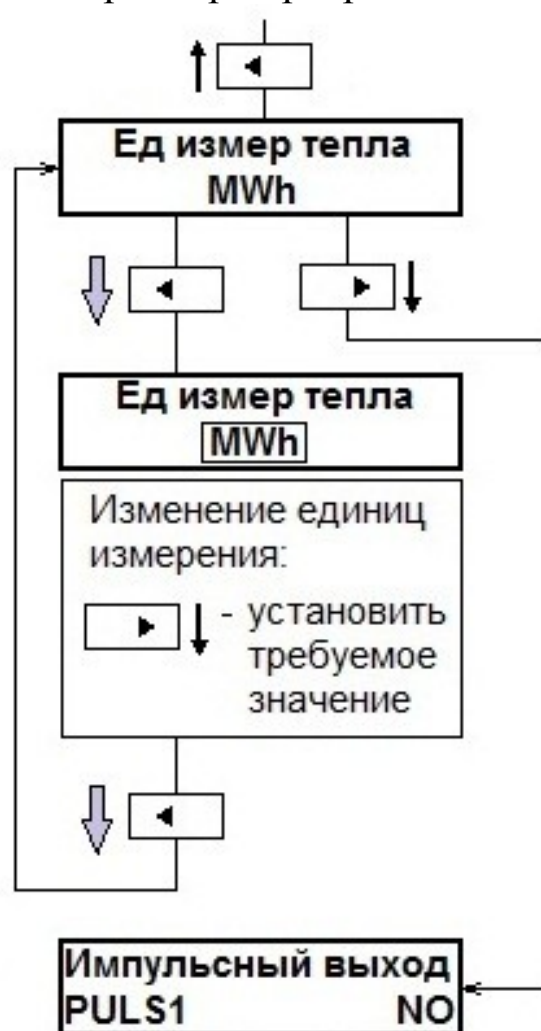 Ед измер тепла
MWh
Ед измер тепла
MWh
Изменение единиц
измерения:
- установить
требуемое
значение
Импульсный выход
PULS1 NO